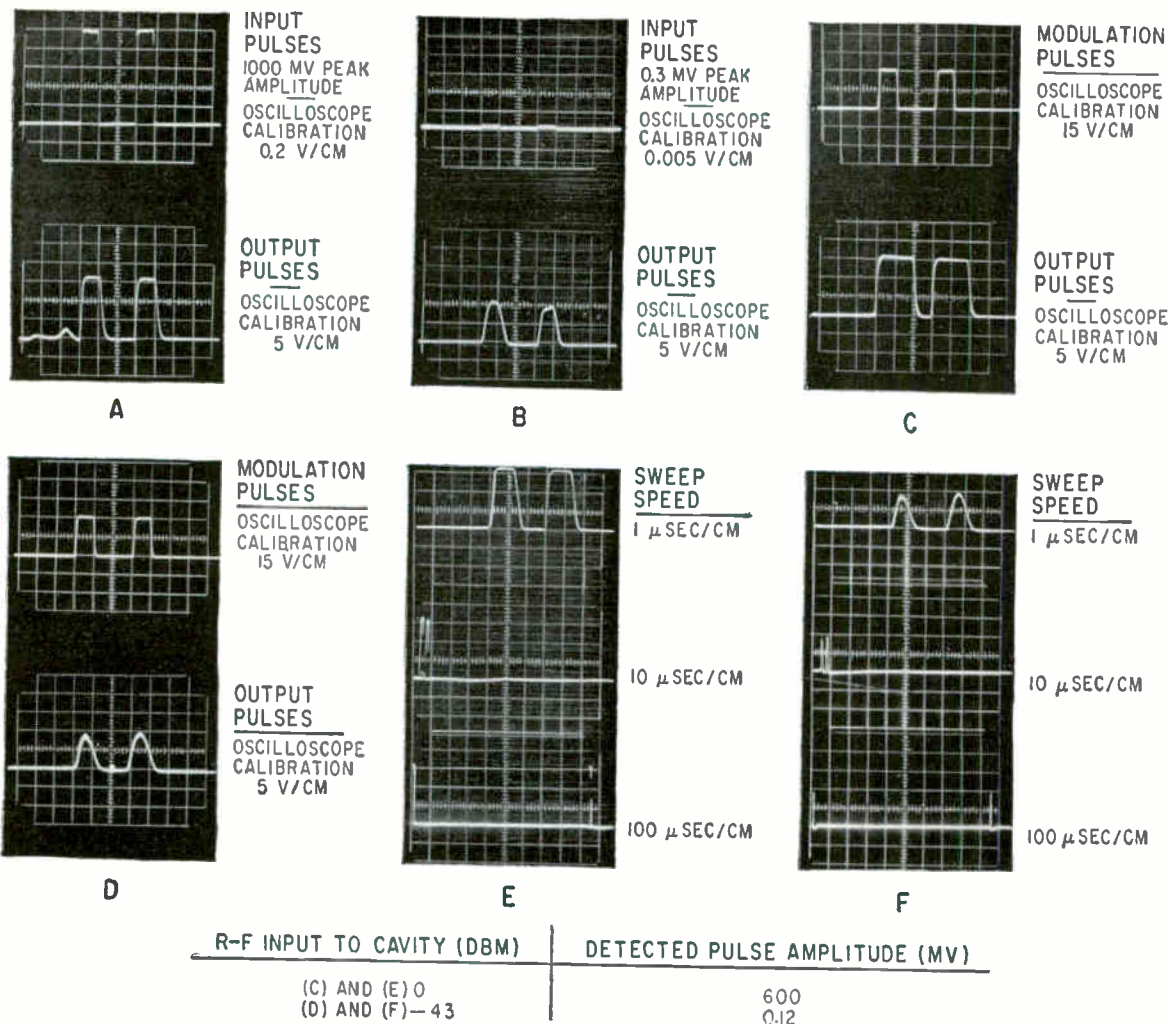 INPUT
PULSES
1000 MV PEAK
AMPLITUDE
OSCILLOSCOPE
CALIBRATION
0.2 V/CM
OUTPUT
PULSES
OSCILLOSCOPE
CALIBRATION
5 V/CM
A
INPUT
PULSES
0.3 MV PEAK
AMPLITUDE
OSCILLOSCOPE
CALIBRATION
0.005 V/CM
OUTPUT
PULSES
OSCILLOSCOPE
CALIBRATION
5 V/CM
B
MODULATION
PULSES
OSCILLOSCOPE
CALIBRATION
15 V/CM
OUTPUT
PULSES
OSCILLOSCOPE
CALIBRATION
5 V/CM
C
MODULATION
PULSES
OSCILLOSCOPE
CALIBRATION
15 V/CM
OUTPUT
PULSES
OSCILLOSCOPE
CALIBRATION
5 V/CM
D
SWEEP
SPEED
1 μSEC/CM
10 μSEC/CM
100 μSEC/CM
E
SWEEP
SPEED
1 μSEC/CM
10 μSEC/CM
100 μSEC/CM
F
R-F INPUT TO CAVITY (DBM) DETECTED PULSE AMPLITUDE (MV)
(C) AND (E) 0 600
(D) AND (F)-43 0.12